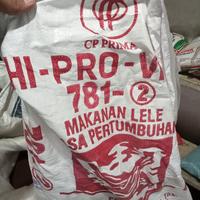 CP PRIMA
HI-PRO-VI
781-2
MAKANAN LELE
SA PERTUMBUHAN